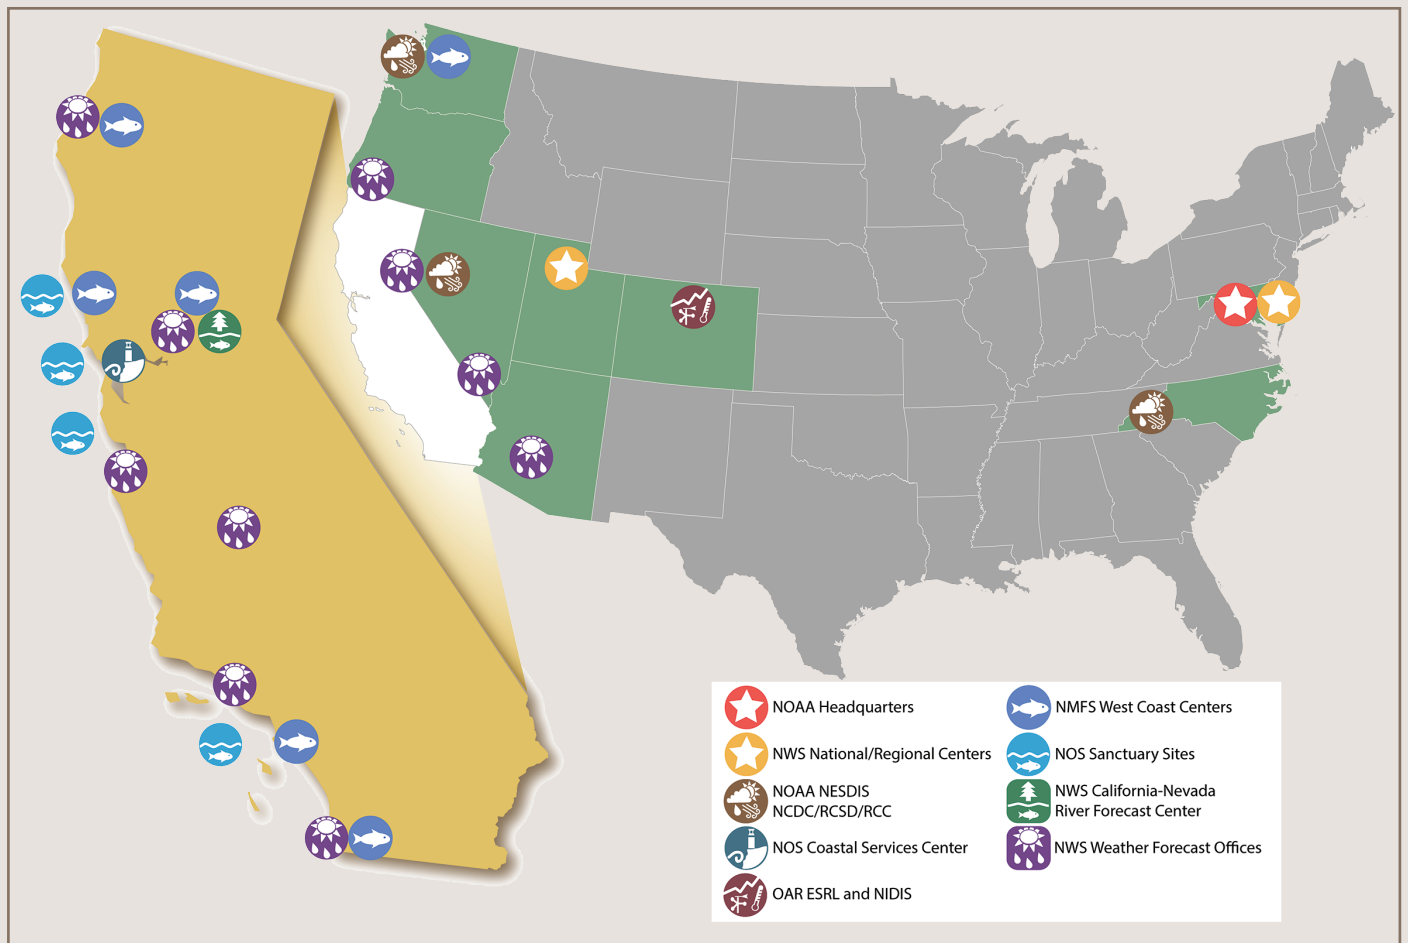 NOAA Headquarters
NWS National/Regional Centers
NOAA NESDIS
NCDC/RCSD/RCC
NOS Coastal Services Center
OAR ESRL and NIDIS
NMFS West Coast Centers
NOS Sanctuary Sites
NWS California-Nevada
River Forecast Center
NWS Weather Forecast Offices